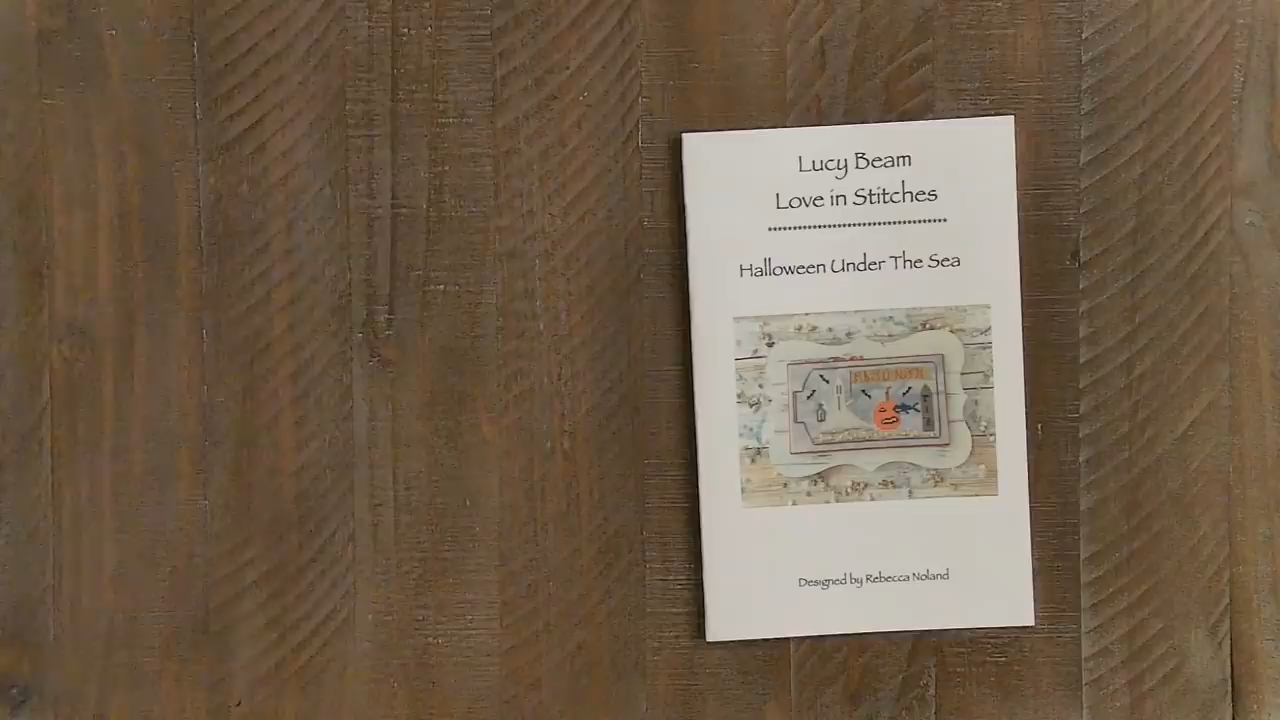 Lucy Beam
Love in Stitches
************************************
Halloween Under The Sea
Designed by Rebecca Noland